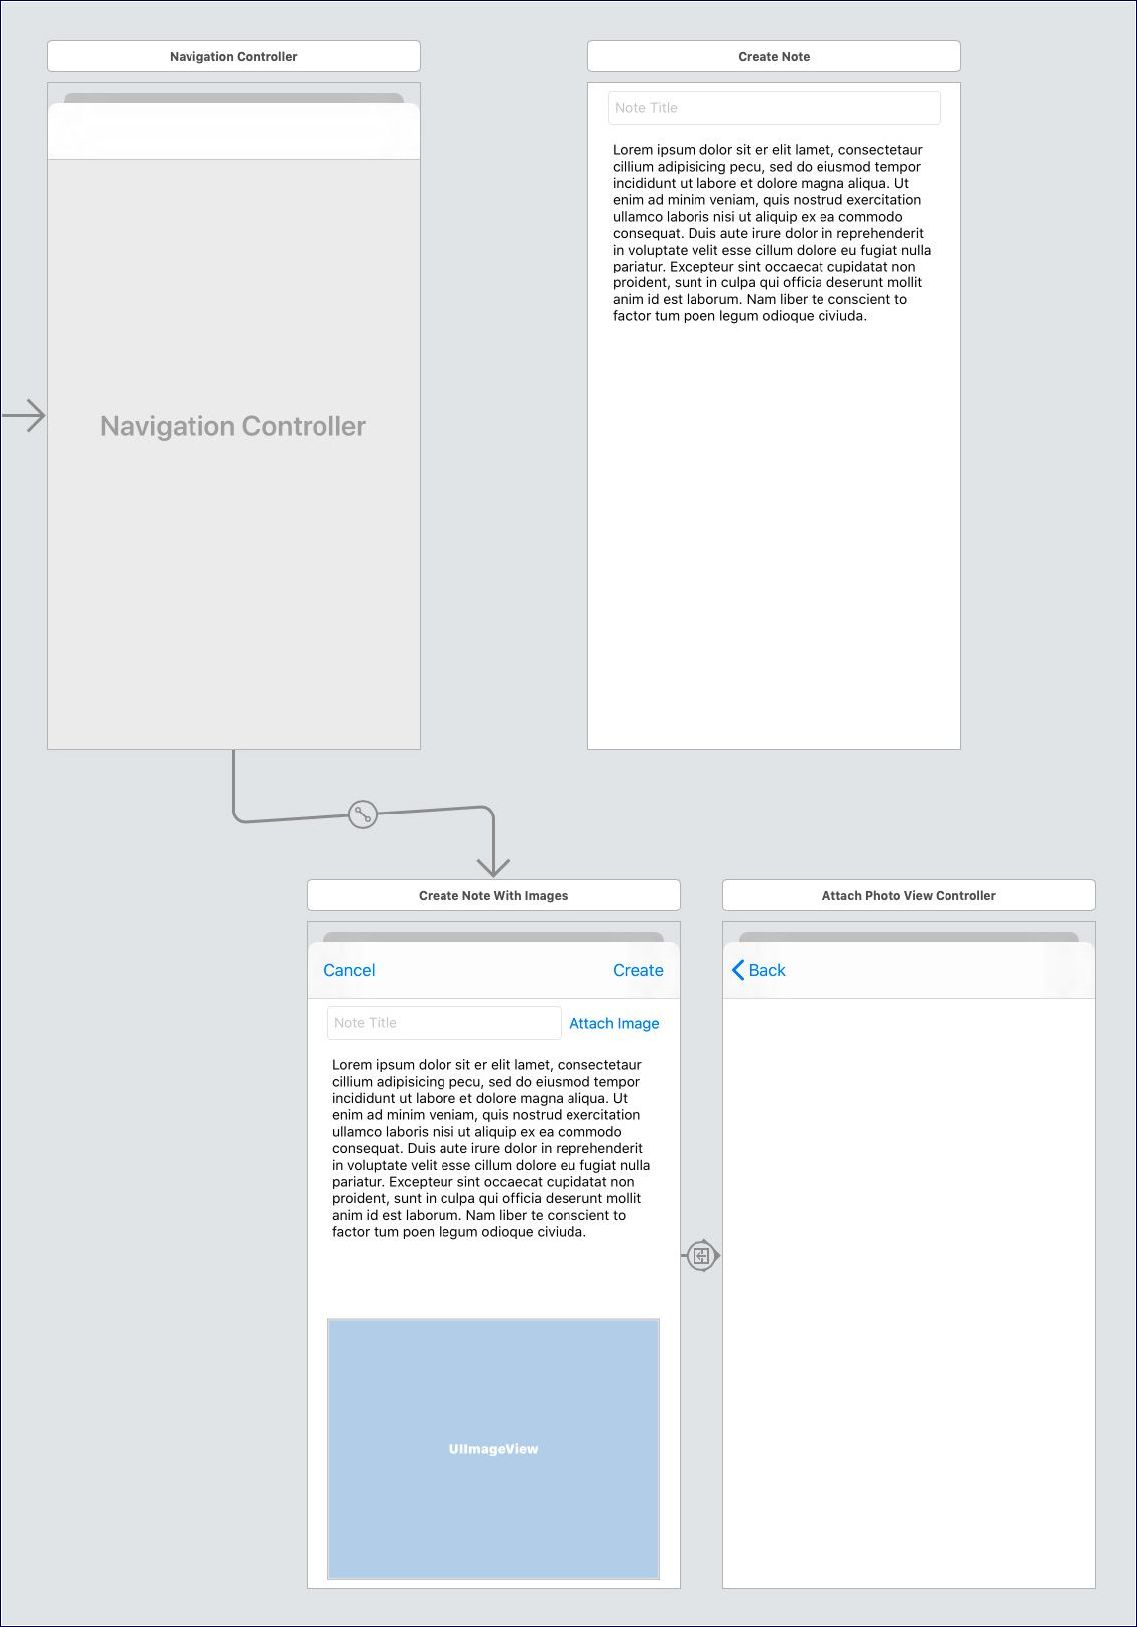 Navigation Controller
Navigation Controller
Create Note
Note Title
Lorem ipsum dolor sit er elit lamet, consectetaur
cillium adipisicing pecu, sed do eiusmod tempor
incididunt ut labore et dolore magna aliqua. Ut
enim ad minim veniam, quis nostrud exercitation
ullamco laboris nisi ut aliquip ex ea commodo
consequat. Duis aute irure dolor in reprehenderit
in voluptate velit esse cillum dolore eu fugiat nulla
pariatur. Excepteur sint occaecat cupidatat non
proident, sunt in culpa qui officia deserunt mollit
anim id est laborum. Nam liber te conscient to
factor tum poen legum odioque civiuda.
Create Note With Images
Cancel
Create
Note Title
Attach Image
Lorem ipsum dolor sit er elit lamet, consectetaur
cillium adipisicing pecu, sed do eiusmod tempor
incididunt ut labore et dolore magna aliqua. Ut
enim ad minim veniam, quis nostrud exercitation
ullamco laboris nisi ut aliquip ex ea commodo
consequat. Duis aute irure dolor in reprehenderit
in voluptate velit esse cillum dolore eu fugiat nulla
pariatur. Excepteur sint occaecat cupidatat non
proident, sunt in culpa qui officia deserunt mollit
anim id est laborum. Nam liber te conscient to
factor tum poen legum odioque civiuda.
UIImageView
Attach Photo View Controller
Back